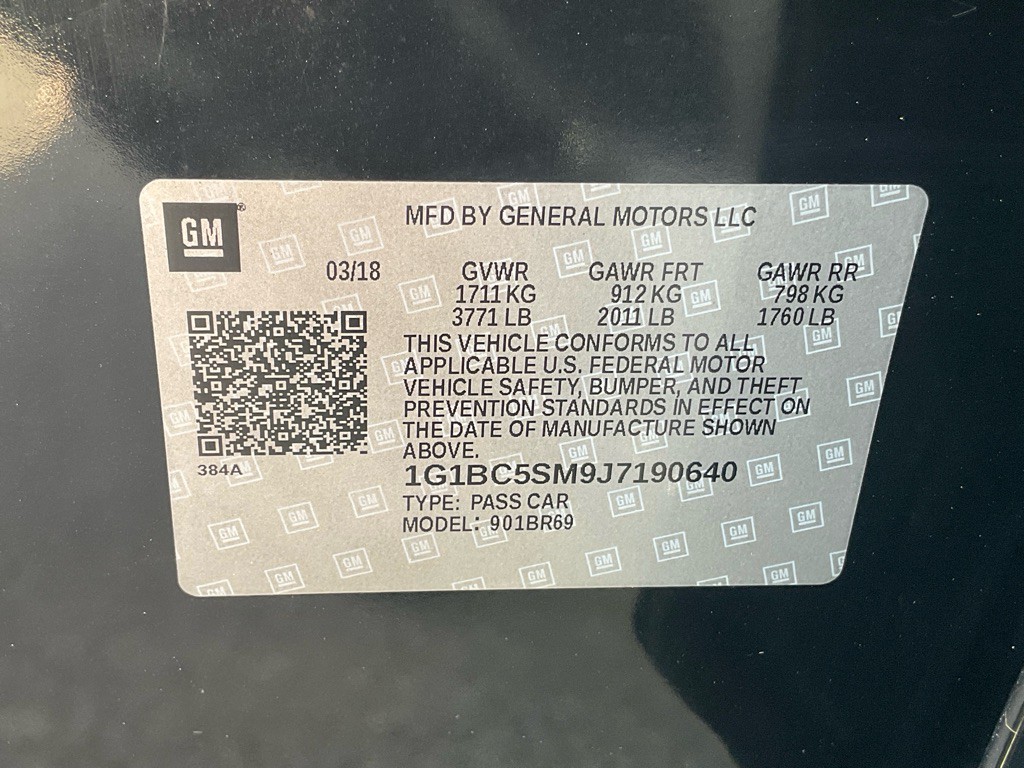 GM
MFD BY GENERAL MOTORS LLC
03/18 GVWR GAWR FRT GAWR RR
1711 KG 912 KG 798 KG
3771 LB 2011 LB 1760 LB
THIS VEHICLE CONFORMS TO ALL
APPLICABLE U.S. FEDERAL MOTOR
VEHICLE SAFETY, BUMPER, AND THEFT
PREVENTION STANDARDS IN EFFECT ON
THE DATE OF MANUFACTURE SHOWN
ABOVE.
384A
1G1BC5SM9J7190640
TYPE: PASS CAR
MODEL: 901BR69